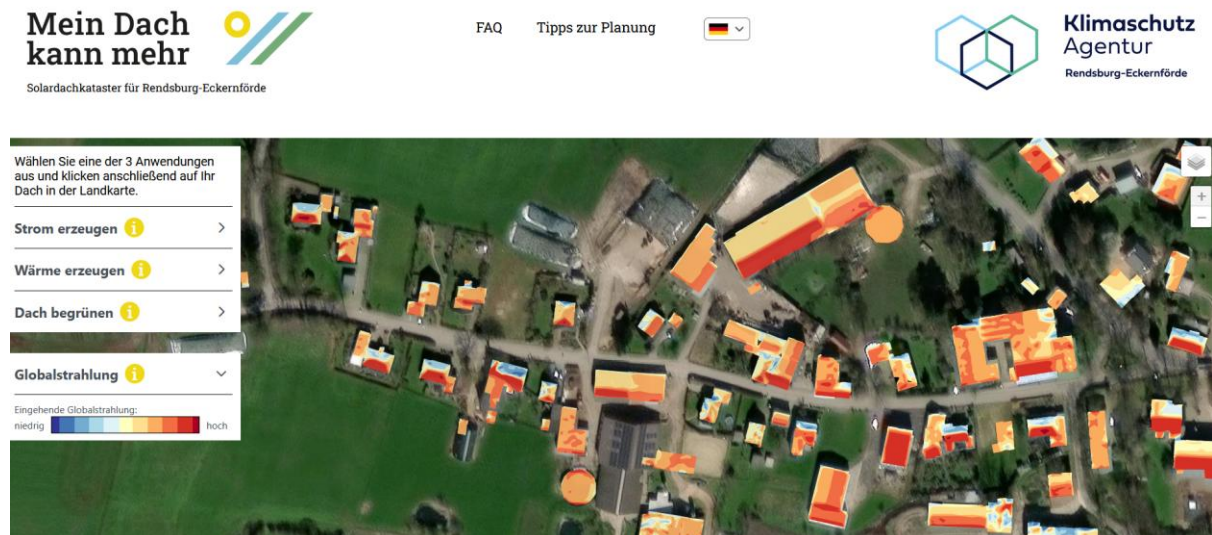 Mein Dach
kann mehr
Solardachkataster für Rendsburg-Eckernförde
FAQ
Tipps zur Planung
Klimaschutz
Agentur
Rendsburg-Eckernförde
Wählen Sie eine der 3 Anwendungen
aus und klicken anschließend auf Ihr
Dach in der Landkarte.
Strom erzeugen i
Wärme erzeugen i
Dach begrünen i
Globalstrahlung i
Eingehende Globalstrahlung:
niedrig hoch
+
−